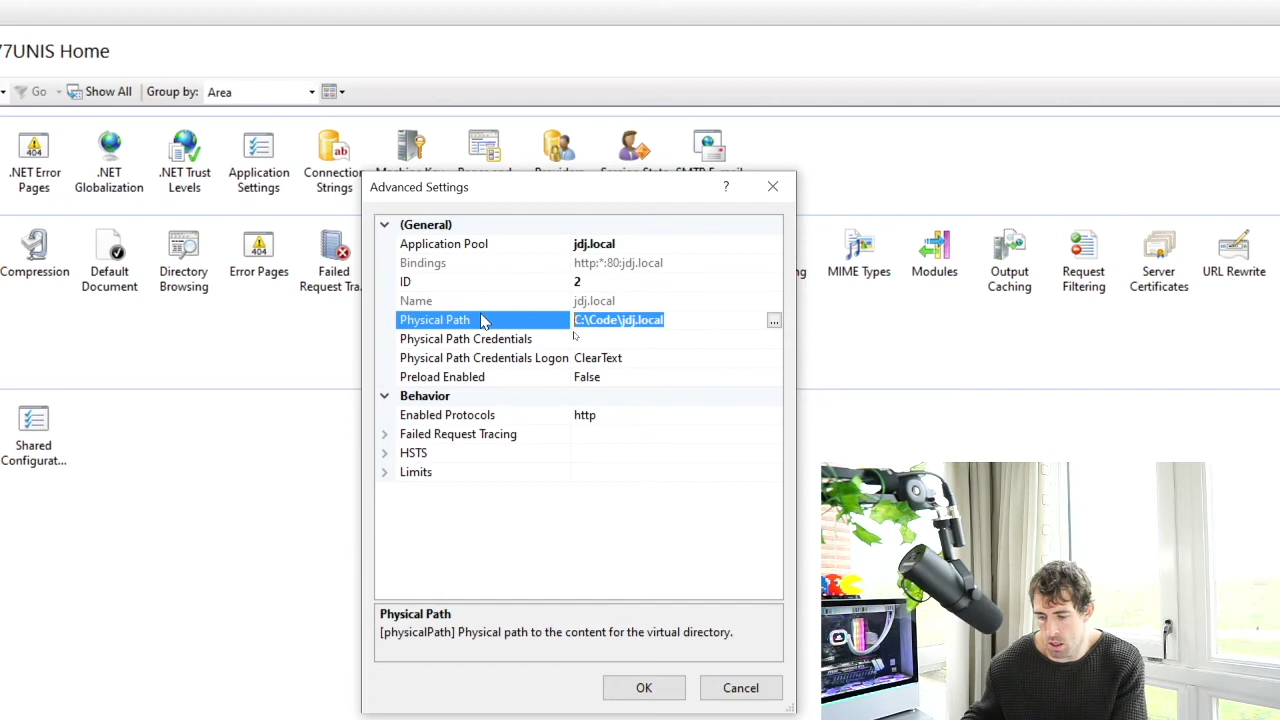 77UNIS Home
Go Show All Group by: Area
.NET Error Pages
.NET Globalization
.NET Trust Levels
Application Settings
Connection Strings
Advanced Settings ?
(General)
Application Pool jdj.local
Bindings http:*:80:jdj.local
ID 2
Name jdj.local
Physical Path C:\Code\jdj.local ...
Physical Path Credentials
Physical Path Credentials Logon ClearText
Preload Enabled False
Behavior
Enabled Protocols http
Failed Request Tracing
HSTS
Limits
Physical Path
[physicalPath] Physical path to the content for the virtual directory.
OK Cancel
Compression
Default Document
Directory Browsing
Error Pages
Failed Request Tra...
MIME Types
Modules
Output Caching
Request Filtering
Server Certificates
URL Rewrite
Shared Configurat...
404
ab
404